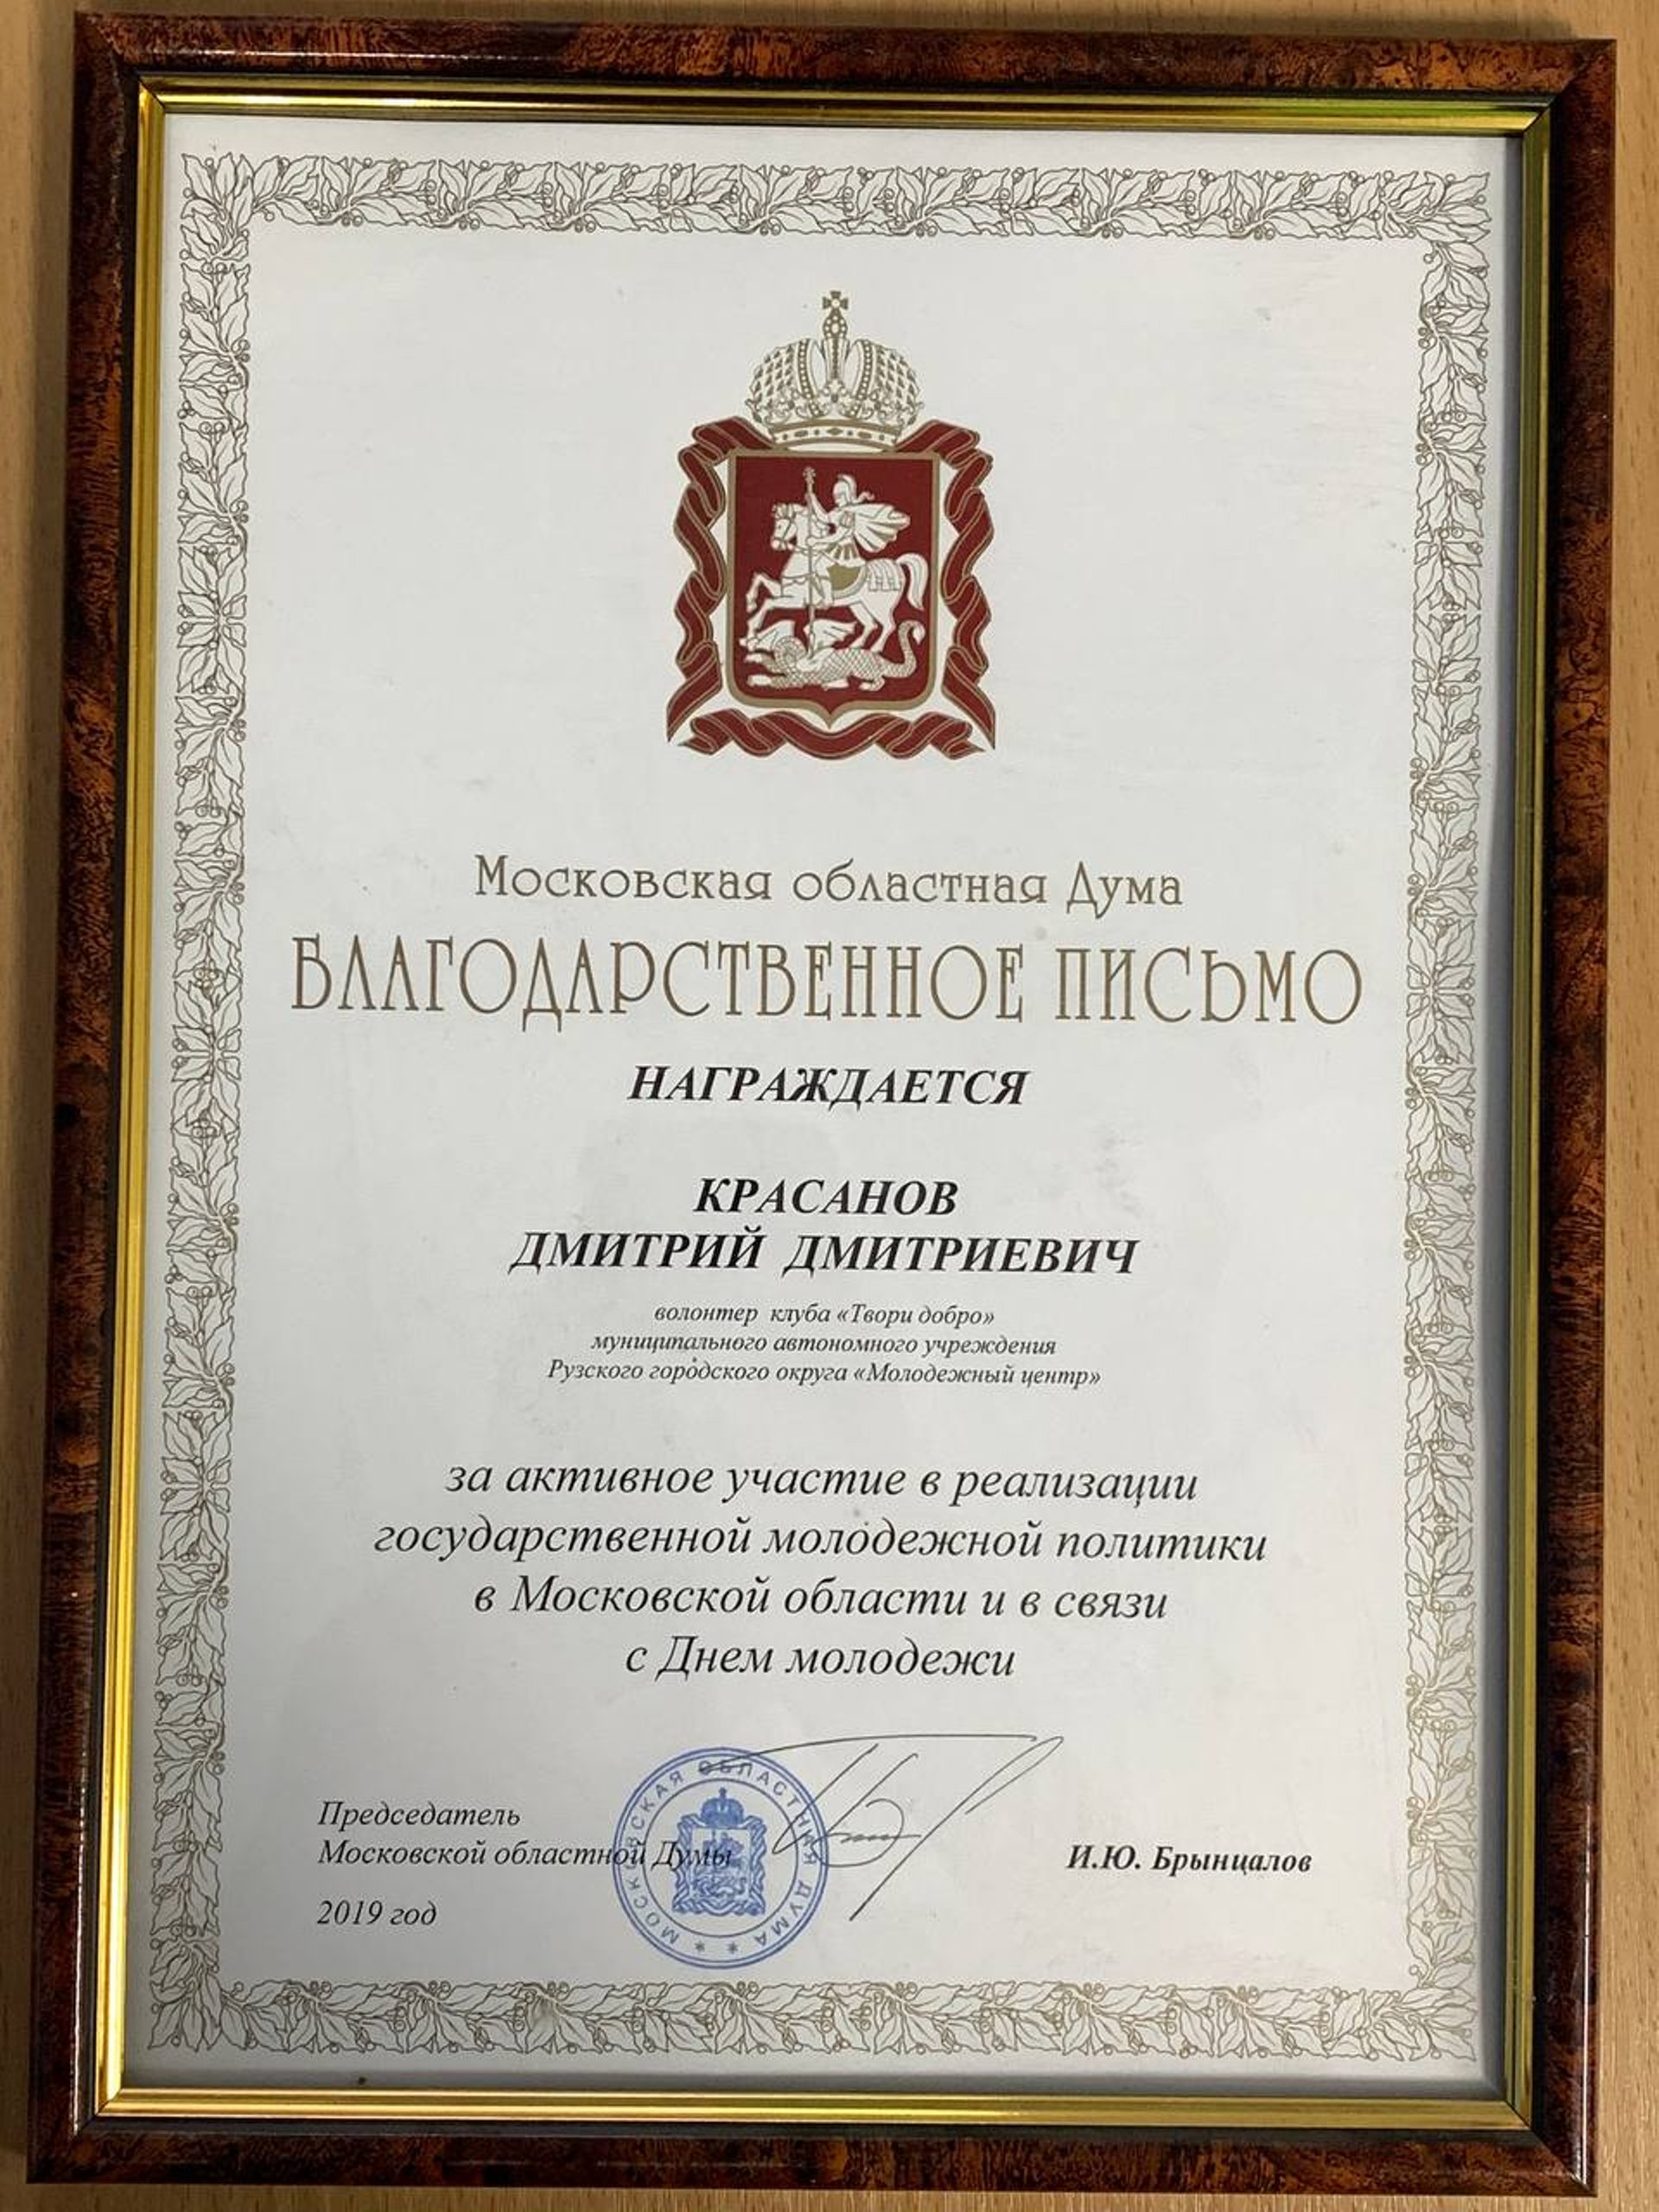 Московская областная Дума
БЛАГОДАРСТВЕННОЕ ПИСЬМО
НАГРАЖДАЕТСЯ
КРАСАНОВ
ДМИТРИЙ ДМИТРИЕВИЧ
волонтер клуба «Твори добро»
муниципального автономного учреждения
Рузского городского округа «Молодежный центр»
за активное участие в реализации
государственной молодежной политики
в Московской области и в связи
с Днем молодежи
Председатель
Московской областной Думы
И.Ю. Брынцалов
2019 год
МОСКОВСКАЯ ОБЛАСТНАЯ ДУМА